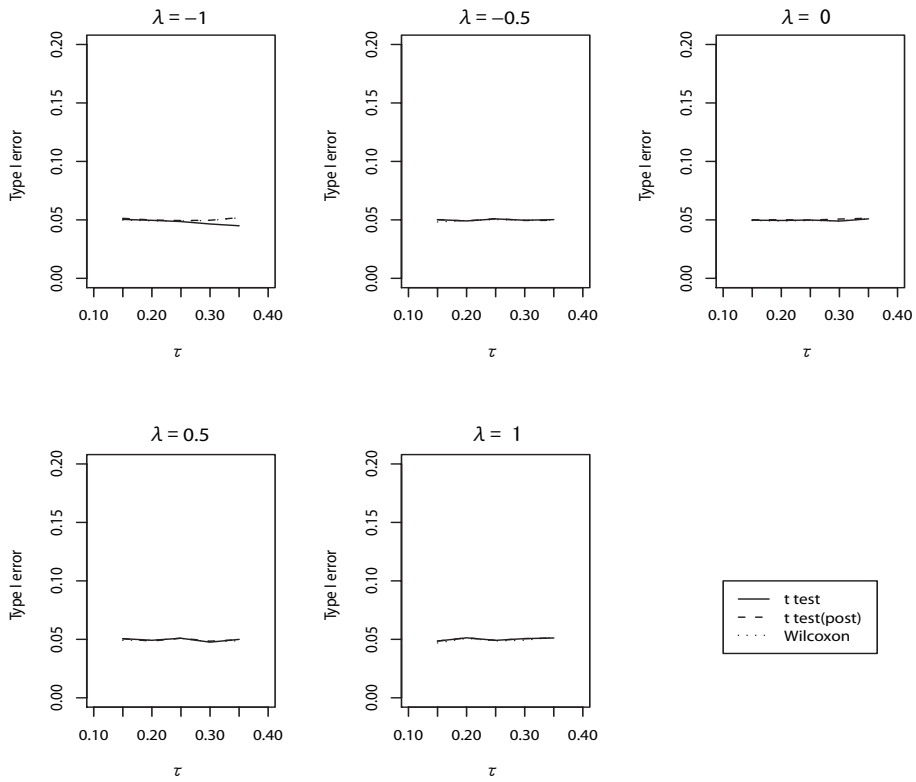 λ = −1
Type I error
0.00 0.05 0.10 0.15 0.20
0.10 0.20 0.30 0.40
τ
λ = −0.5
Type I error
0.00 0.05 0.10 0.15 0.20
0.10 0.20 0.30 0.40
τ
λ = 0
Type I error
0.00 0.05 0.10 0.15 0.20
0.10 0.20 0.30 0.40
τ
λ = 0.5
Type I error
0.00 0.05 0.10 0.15 0.20
0.10 0.20 0.30 0.40
τ
λ = 1
Type I error
0.00 0.05 0.10 0.15 0.20
0.10 0.20 0.30 0.40
τ
t test
t test(post)
Wilcoxon